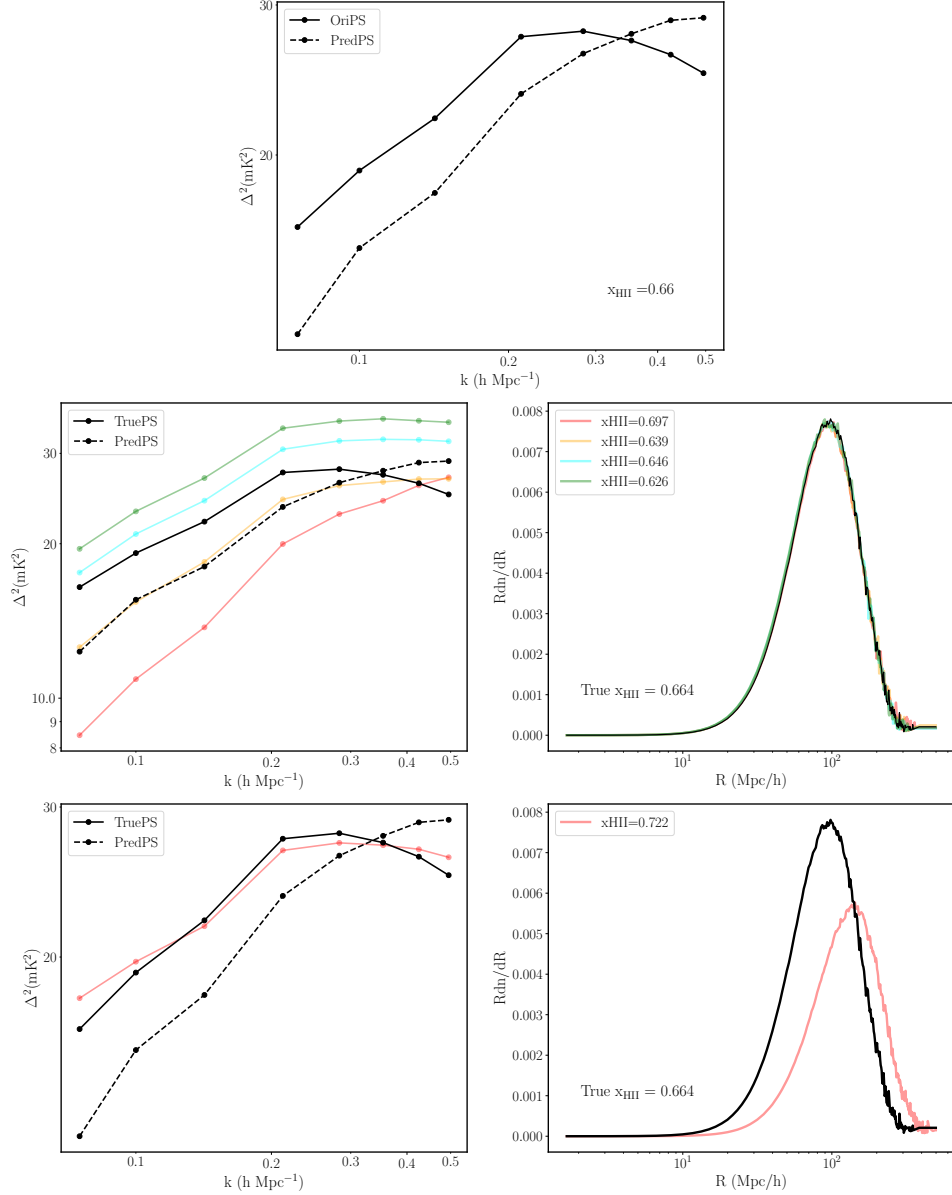 30
20
Δ²(mK²)
OriPS
PredPS
x_HII =0.66
0.1 0.2 0.3 0.4 0.5
k (h Mpc⁻¹)
30
20
10.0
9
8
Δ²(mK²)
TruePS
PredPS
0.1 0.2 0.3 0.4 0.5
k (h Mpc⁻¹)
0.008
0.007
0.006
0.005
0.004
0.003
0.002
0.001
0.000
Rdn/dR
xHII=0.697
xHII=0.639
xHII=0.646
xHII=0.626
True x_HII = 0.664
10¹ 10²
R (Mpc/h)
30
20
Δ²(mK²)
TruePS
PredPS
0.1 0.2 0.3 0.4 0.5
k (h Mpc⁻¹)
0.008
0.007
0.006
0.005
0.004
0.003
0.002
0.001
0.000
Rdn/dR
xHII=0.722
True x_HII = 0.664
10¹ 10²
R (Mpc/h)